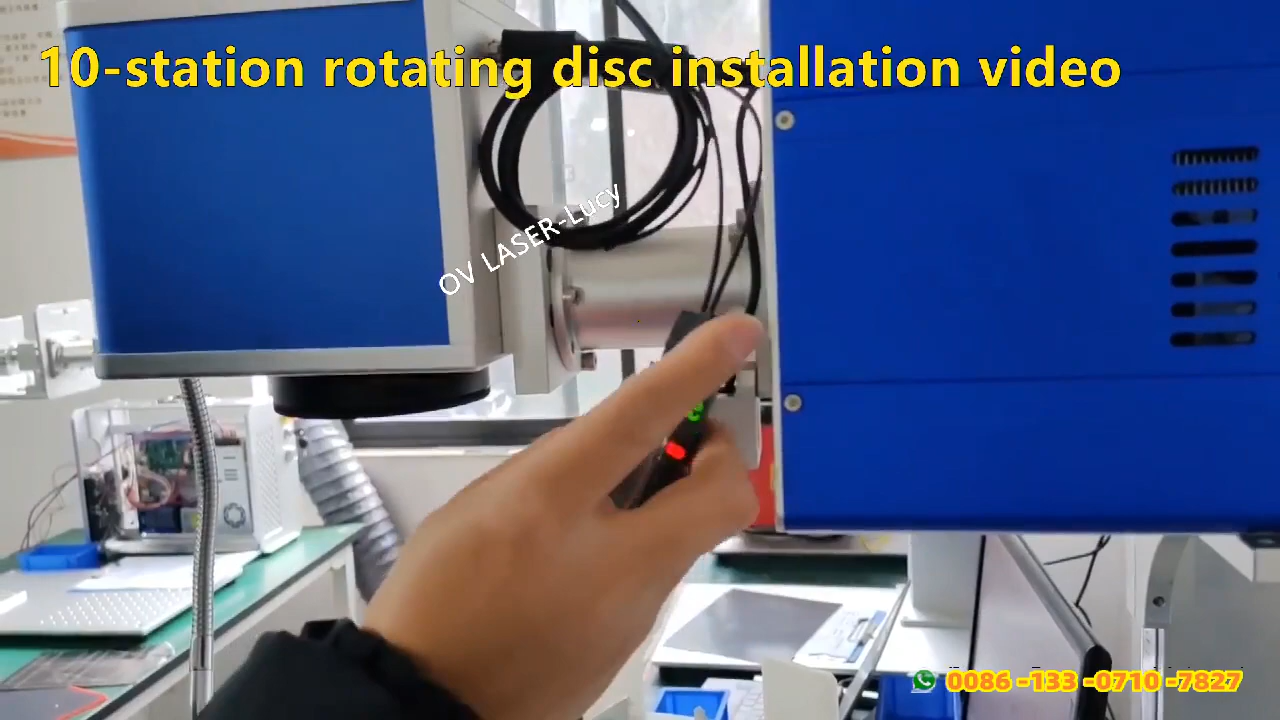 10-station rotating disc installation video
OV LASER-Lucy
0086 -133 -0710 -7827